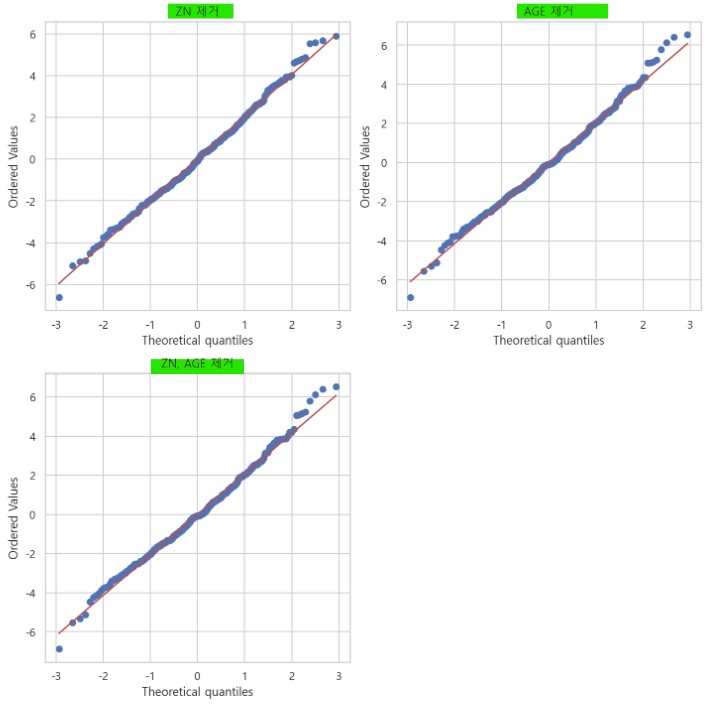 ZN 제거
6
4
2
0
-2
-4
-6
Ordered Values
-3 -2 -1 0 1 2 3
Theoretical quantiles
AGE 제거
6
4
2
0
-2
-4
-6
Ordered Values
-3 -2 -1 0 1 2 3
Theoretical quantiles
ZN, AGE 제거
6
4
2
0
-2
-4
-6
Ordered Values
-3 -2 -1 0 1 2 3
Theoretical quantiles